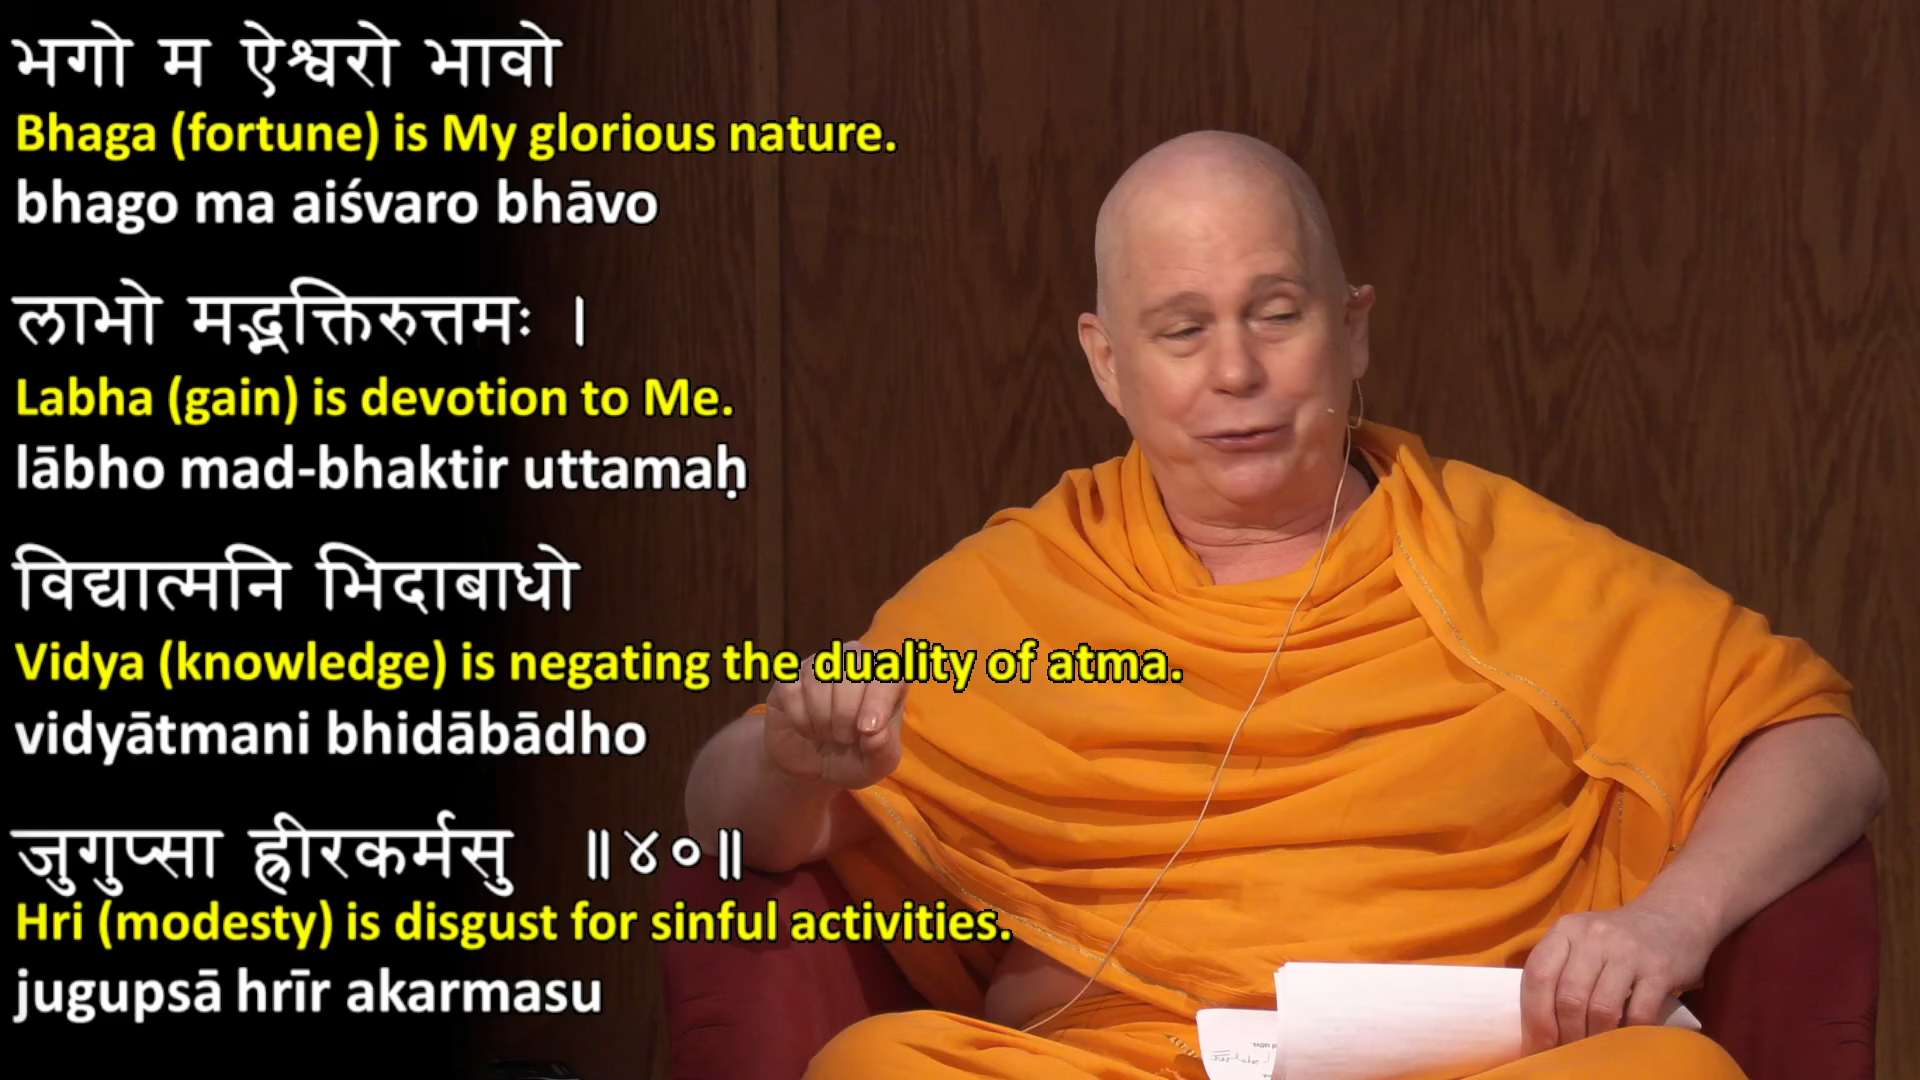 भगो म ऐश्वरो भावो
Bhaga (fortune) is My glorious nature.
bhago ma aiśvaro bhāvo
लाभो मद्भक्तिरुत्तमः ।
Labha (gain) is devotion to Me.
lābho mad-bhaktir uttamaḥ
विद्यात्मनि भिदाबाधो
Vidya (knowledge) is negating the duality of atma.
vidyātmani bhidābādho
जुगुप्सा ह्रीरकर्मसु ॥४०॥
Hri (modesty) is disgust for sinful activities.
jugupsā hrīr akarmasu